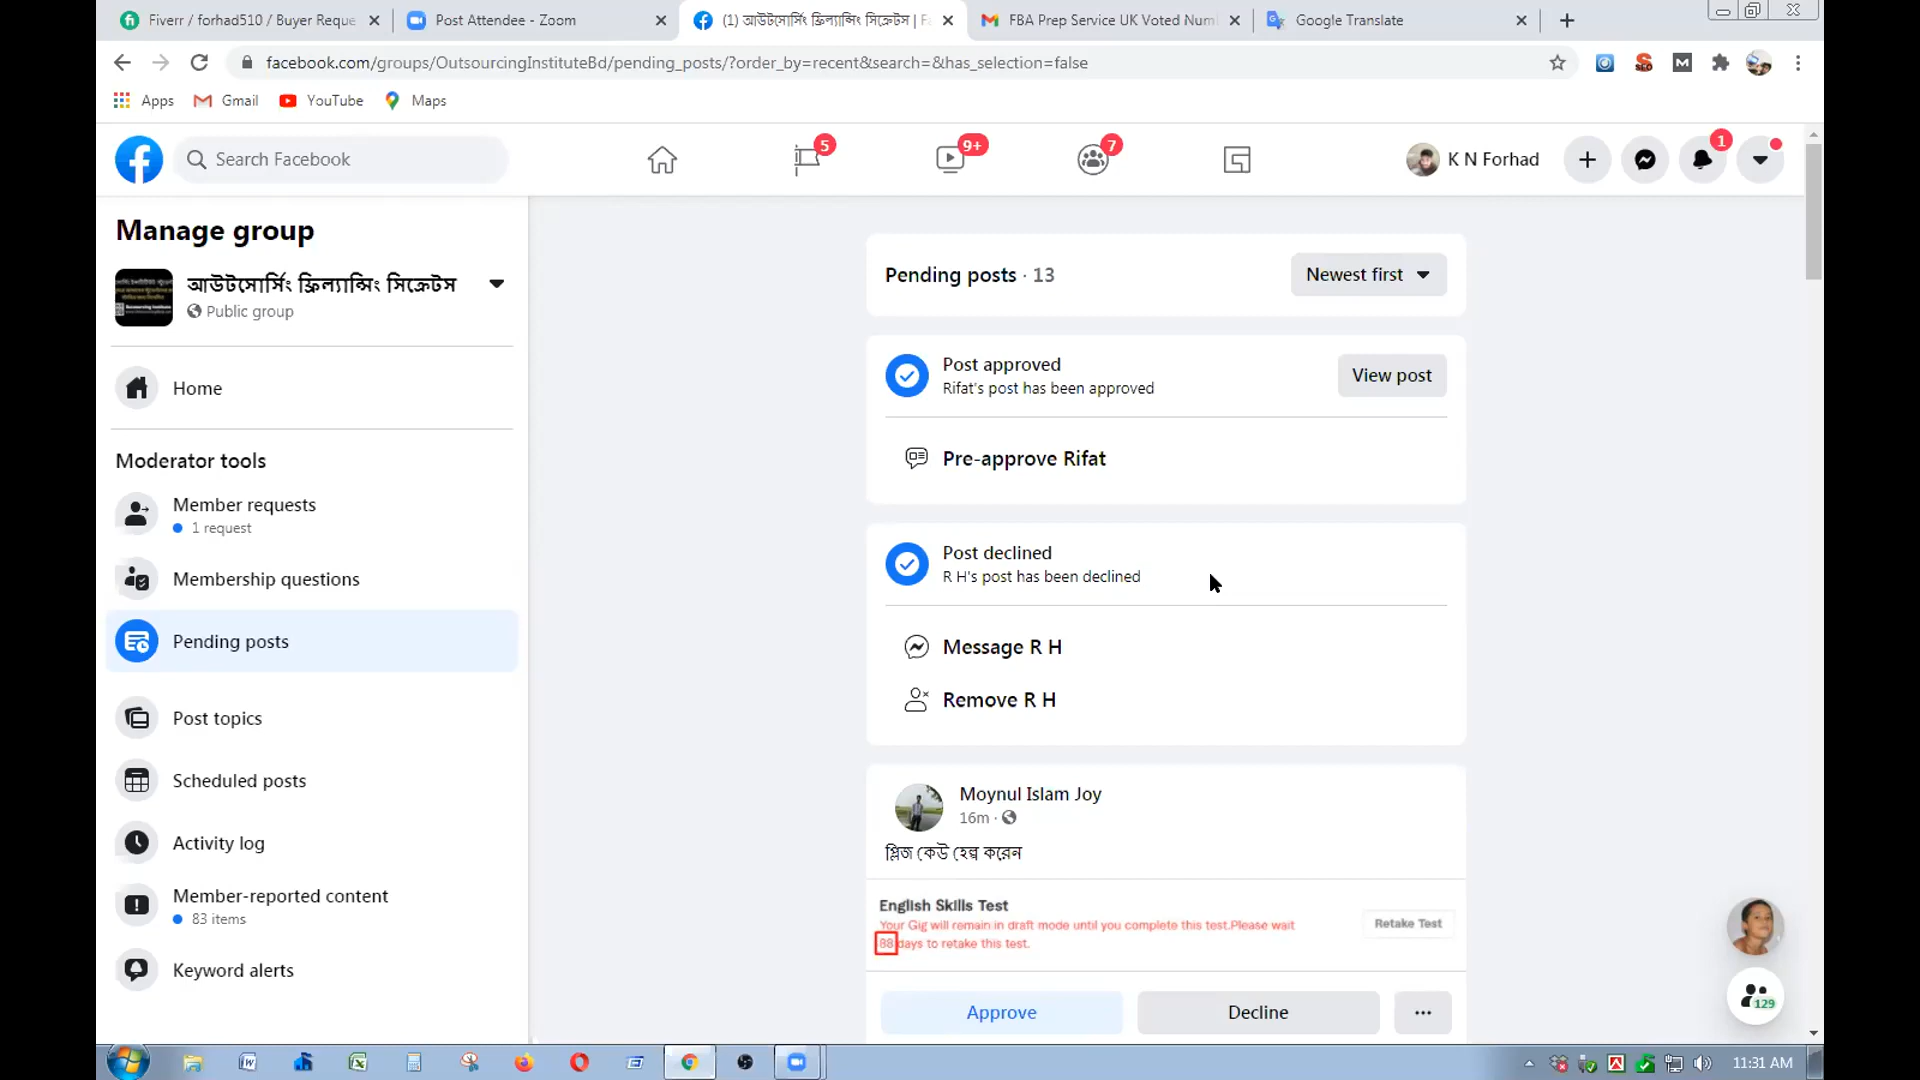 Fiverr / forhad510 / Buyer Reque
Post Attendee - Zoom
(1) আউটসোর্সিং ফ্রিল্যান্সিং সিক্রেটস | Fa
FBA Prep Service UK Voted Num
Google Translate
facebook.com/groups/OutsourcingInstituteBd/pending_posts/?order_by=recent&search=&has_selection=false
Apps
Gmail
YouTube
Maps
Search Facebook
5
9+
7
K N Forhad
1
Manage group
আউটসোর্সিং ফ্রিল্যান্সিং সিক্রেটস
Public group
Home
Moderator tools
Member requests
1 request
Membership questions
Pending posts
Post topics
Scheduled posts
Activity log
Member-reported content
83 items
Keyword alerts
Pending posts · 13
Newest first
Post approved
Rifat's post has been approved
View post
Pre-approve Rifat
Post declined
R H's post has been declined
Message R H
Remove R H
Moynul Islam Joy
16m ·
প্লিজ কেউ হেল্প করেন
English Skills Test
Your Gig will remain in draft mode until you complete this test.Please wait
88 days to retake this test.
Retake Test
Approve
Decline
129
11:31 AM